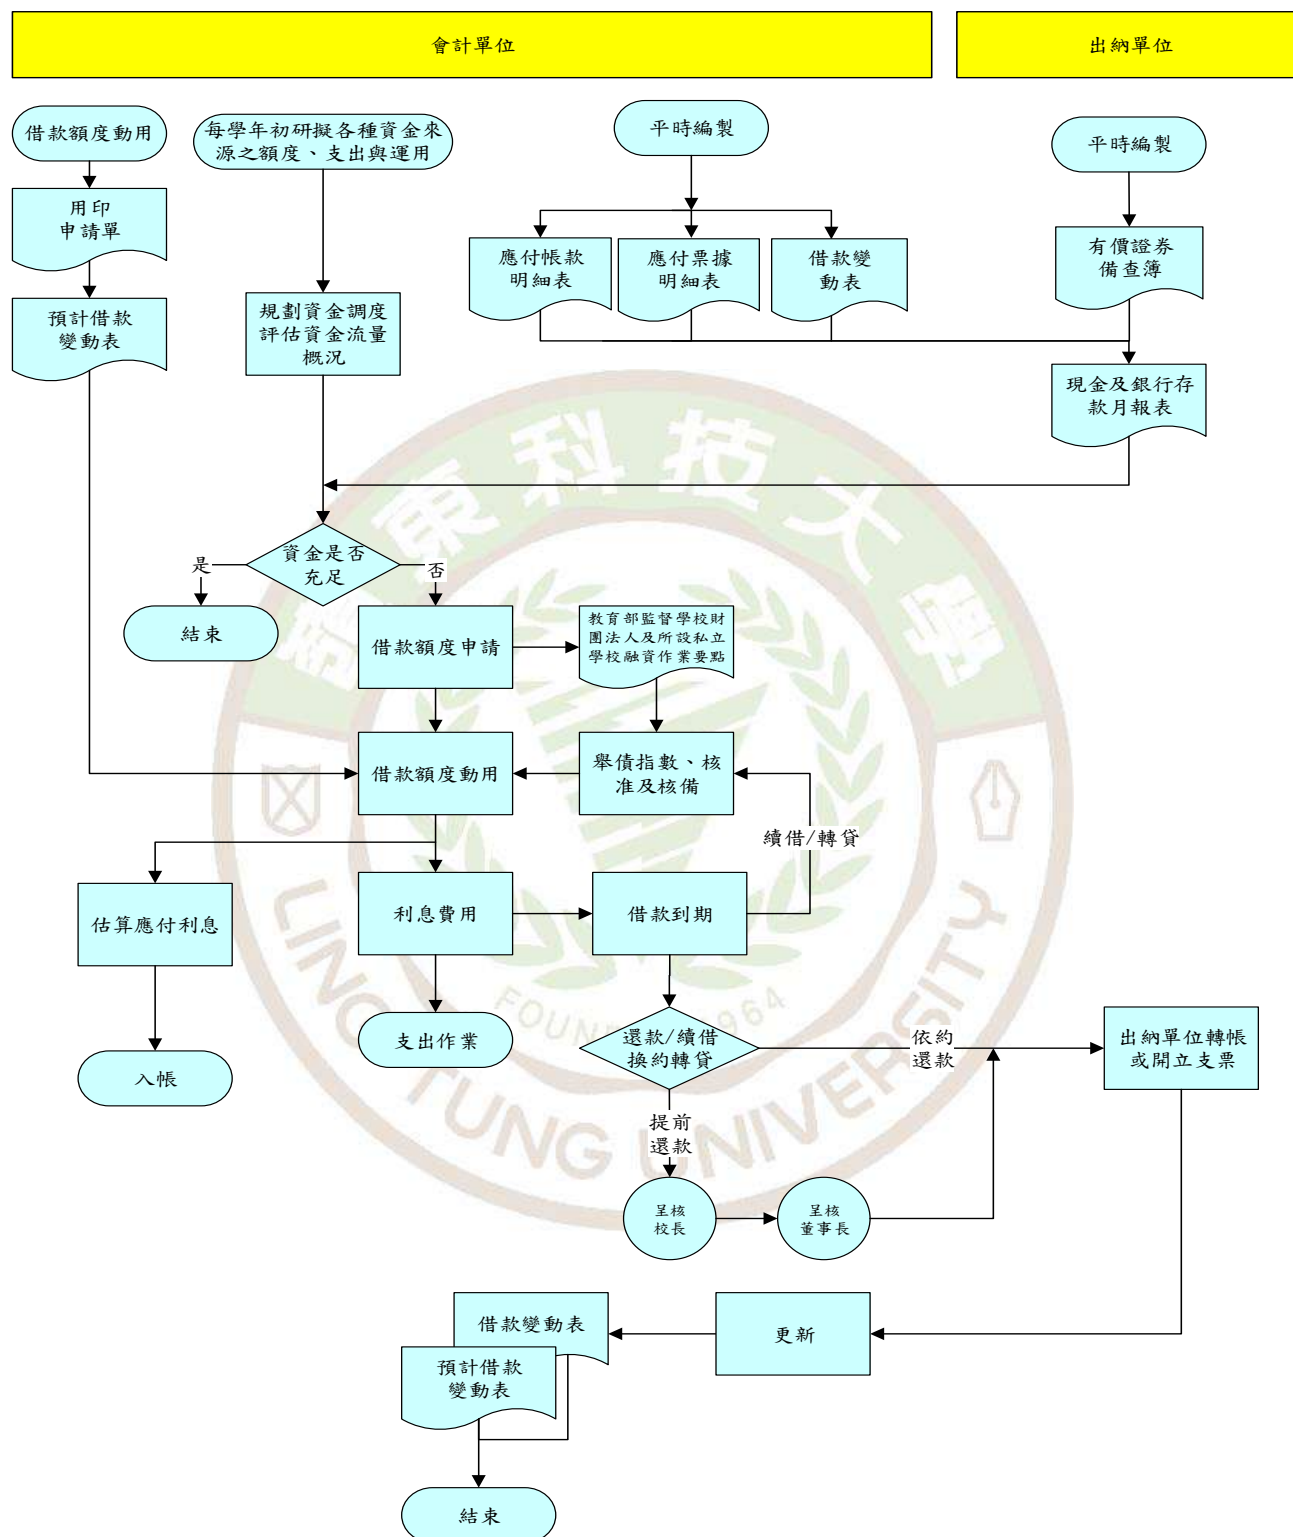 會計單位
出納單位
借款額度動用
每學年初研擬各種資金來
源之額度、支出與運用
平時編製
平時編製
用印
申請單
應付帳款
明細表
應付票據
明細表
借款變
動表
有價證券
備查簿
預計借款
變動表
規劃資金調度
評估資金流量
概況
現金及銀行存
款月報表
資金是否
充足
是
否
結束
借款額度申請
教育部監督學校財
團法人及所設私立
學校融資作業要點
借款額度動用
舉債指數、核
准及核備
續借/轉貸
估算應付利息
利息費用
借款到期
入帳
支出作業
還款/續借
換約轉貸
依約
還款
出納單位轉帳
或開立支票
提前
還款
呈核
校長
呈核
董事長
更新
借款變動表
預計借款
變動表
結束
嶺東科技大學
LING TUNG UNIVERSITY